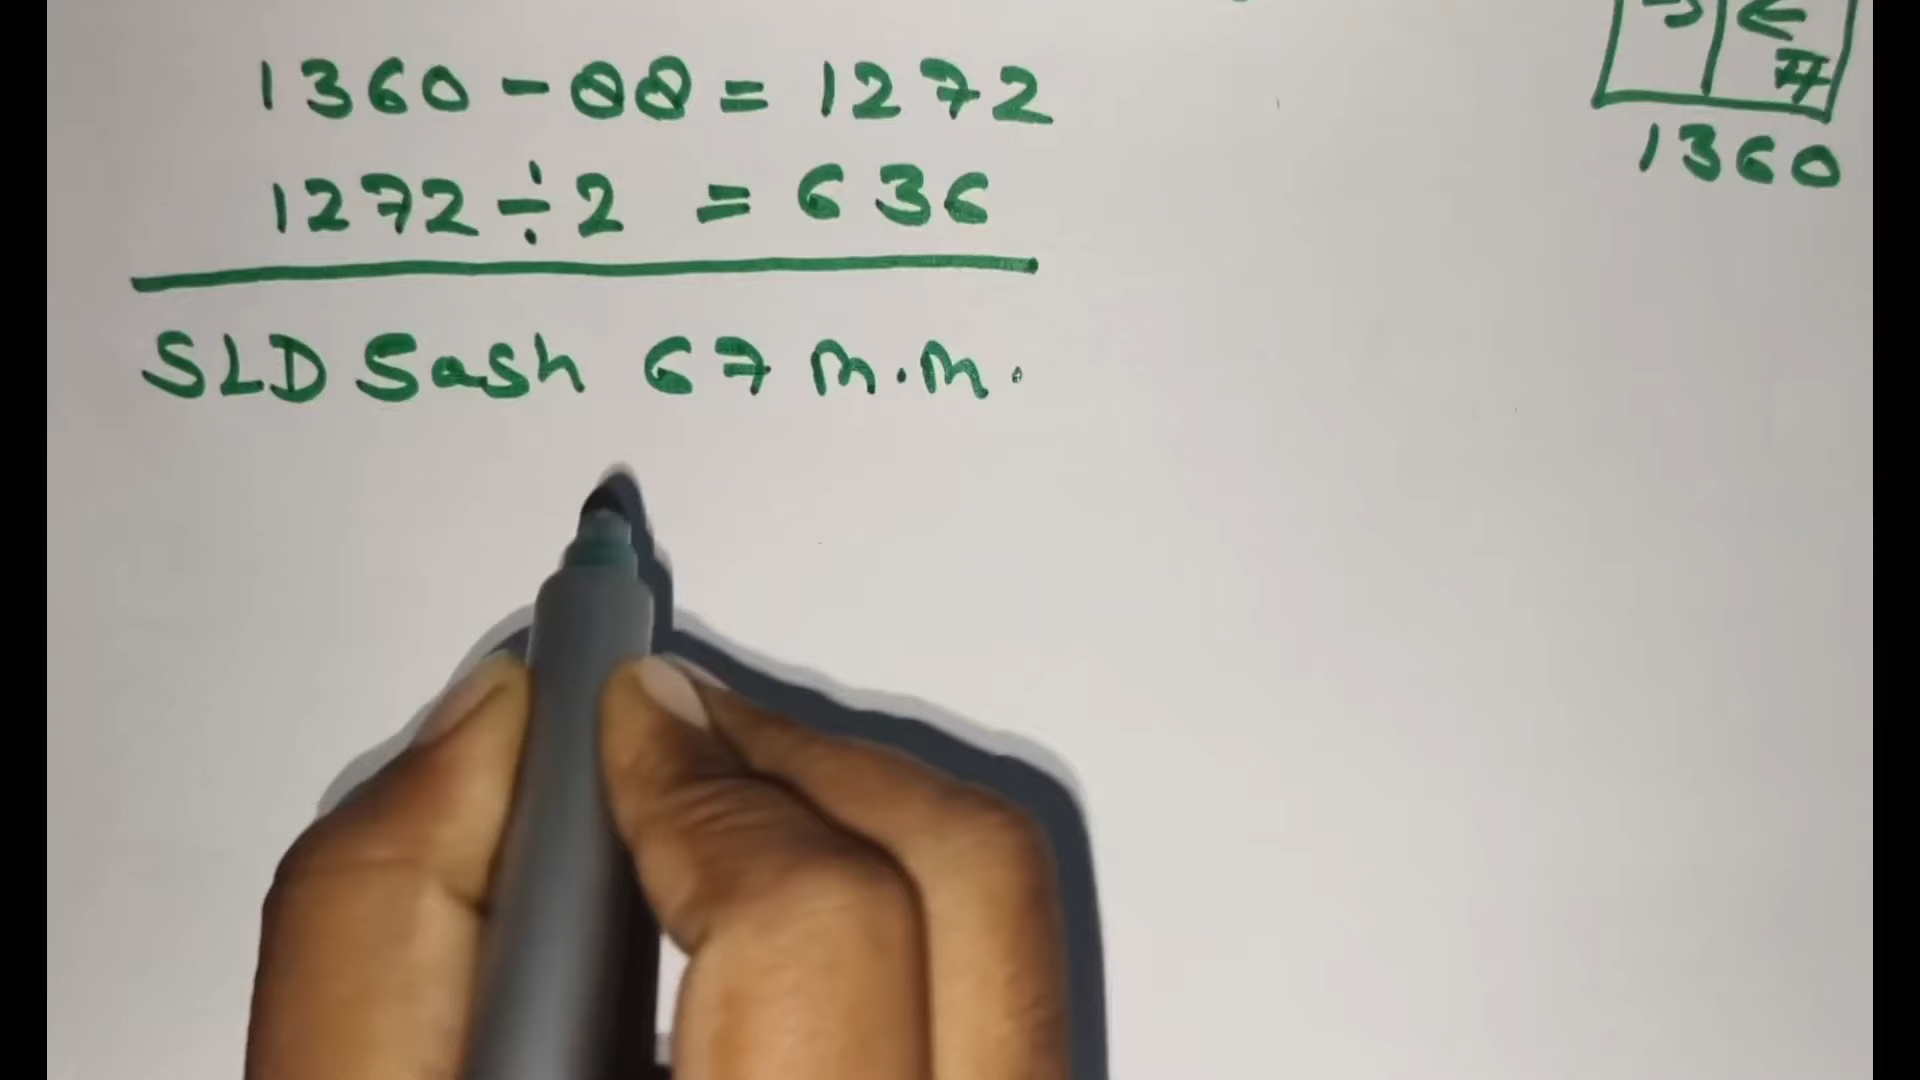 1360 - 88 = 1272
1272 ÷ 2 = 636
SLD Sash 67 m.m.
1360